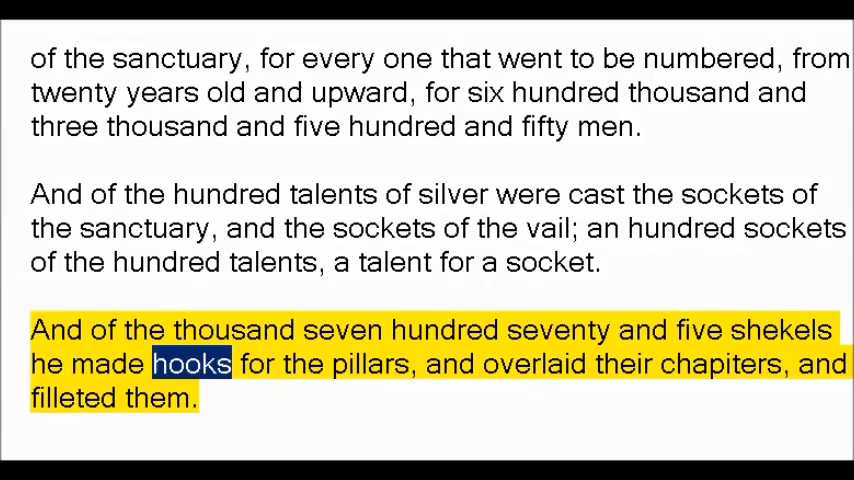 of the sanctuary, for every one that went to be numbered, from
twenty years old and upward, for six hundred thousand and
three thousand and five hundred and fifty men.
And of the hundred talents of silver were cast the sockets of
the sanctuary, and the sockets of the vail; an hundred sockets
of the hundred talents, a talent for a socket.
And of the thousand seven hundred seventy and five shekels
he made hooks for the pillars, and overlaid their chapiters, and
filleted them.